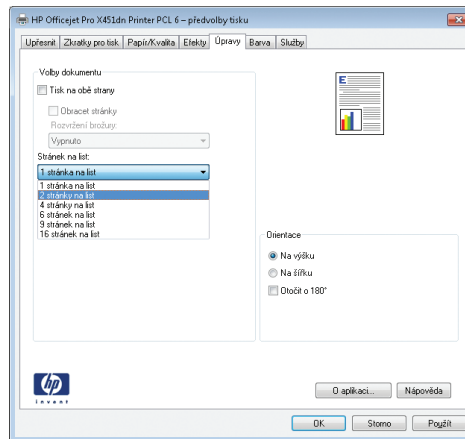 HP Officejet Pro X451dn Printer PCL 6 – předvolby tisku
Upřesnit Zkratky pro tisk Papír/Kvalita Efekty Úpravy Barva Služby
Volby dokumentu
Tisk na obě strany
Obracet stránky
Rozvržení brožury:
Vypnuto
Stránek na list:
1 stránka na list
1 stránka na list
2 stránky na list
4 stránky na list
6 stránek na list
9 stránek na list
16 stránek na list
E
Orientace
Na výšku
Na šířku
Otočit o 180°
hp
invent
O aplikaci... Nápověda
OK Storno Použít